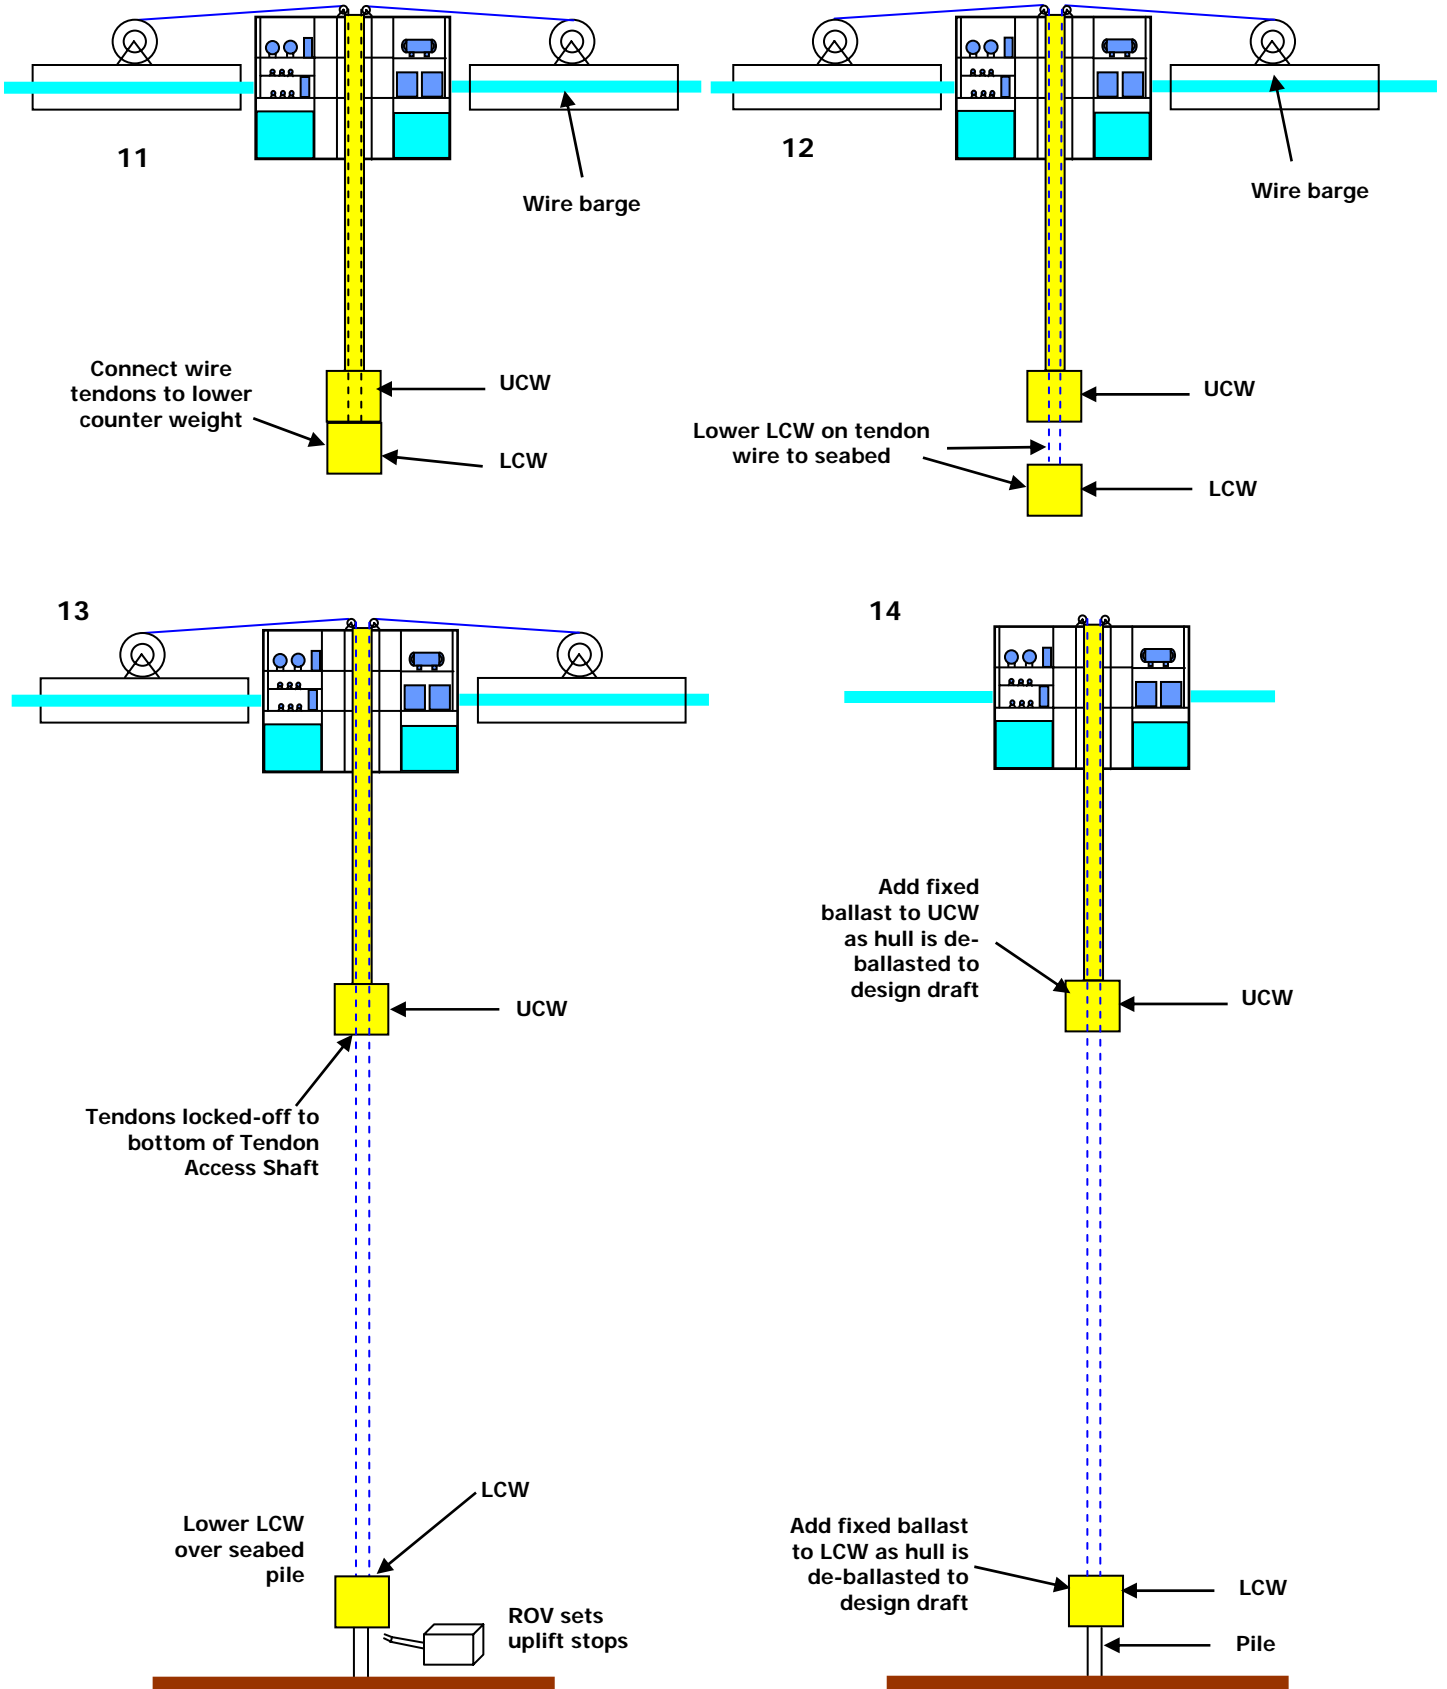 11
Wire barge
Connect wire
tendons to lower
counter weight
UCW
LCW
12
Wire barge
UCW
Lower LCW on tendon
wire to seabed
LCW
13
UCW
Tendons locked-off to
bottom of Tendon
Access Shaft
LCW
Lower LCW
over seabed
pile
ROV sets
uplift stops
14
Add fixed
ballast to UCW
as hull is de-
ballasted to
design draft
UCW
Add fixed ballast
to LCW as hull is
de-ballasted to
design draft
LCW
Pile